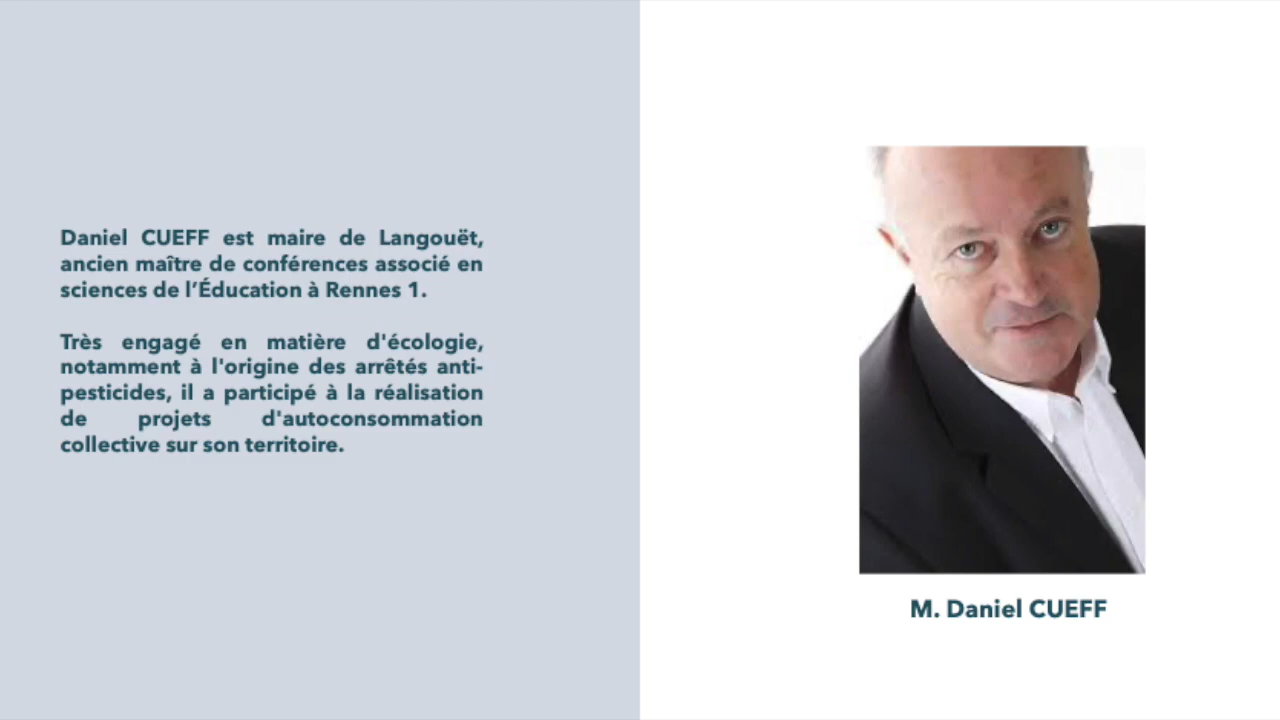 Daniel CUEFF est maire de Langouët,
ancien maître de conférences associé en
sciences de l’Éducation à Rennes 1.
Très engagé en matière d'écologie,
notamment à l'origine des arrêtés anti-
pesticides, il a participé à la réalisation
de projets d'autoconsommation
collective sur son territoire.
M. Daniel CUEFF